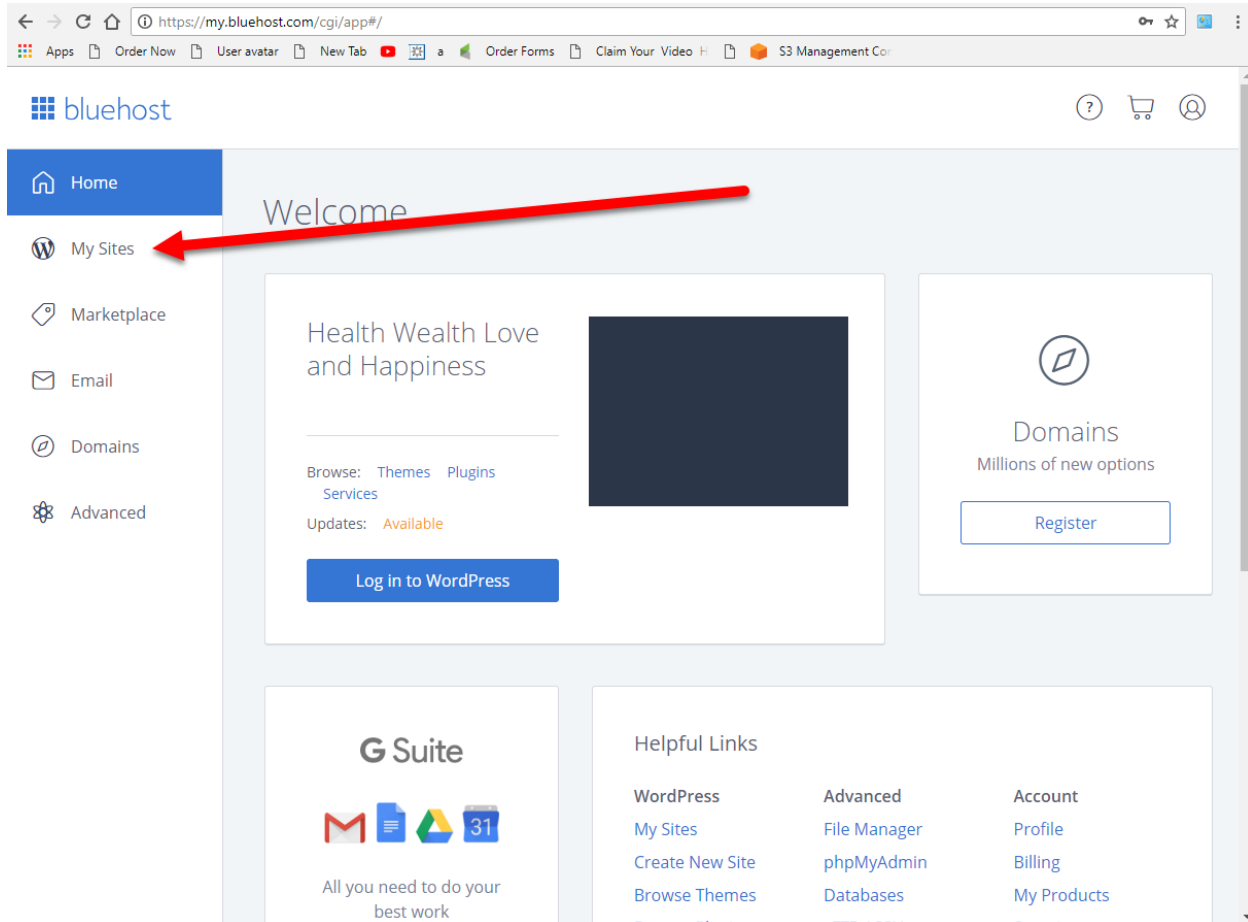 https://my.bluehost.com/cgi/app#/
Apps Order Now User avatar New Tab a Order Forms Claim Your Video H S3 Management Con
bluehost
?
Home
My Sites
Marketplace
Email
Domains
Advanced
Welcome
Health Wealth Love
and Happiness
Browse: Themes Plugins
Services
Updates: Available
Log in to WordPress
Domains
Millions of new options
Register
G Suite
31
All you need to do your
best work
Helpful Links
WordPress Advanced Account
My Sites File Manager Profile
Create New Site phpMyAdmin Billing
Browse Themes Databases My Products